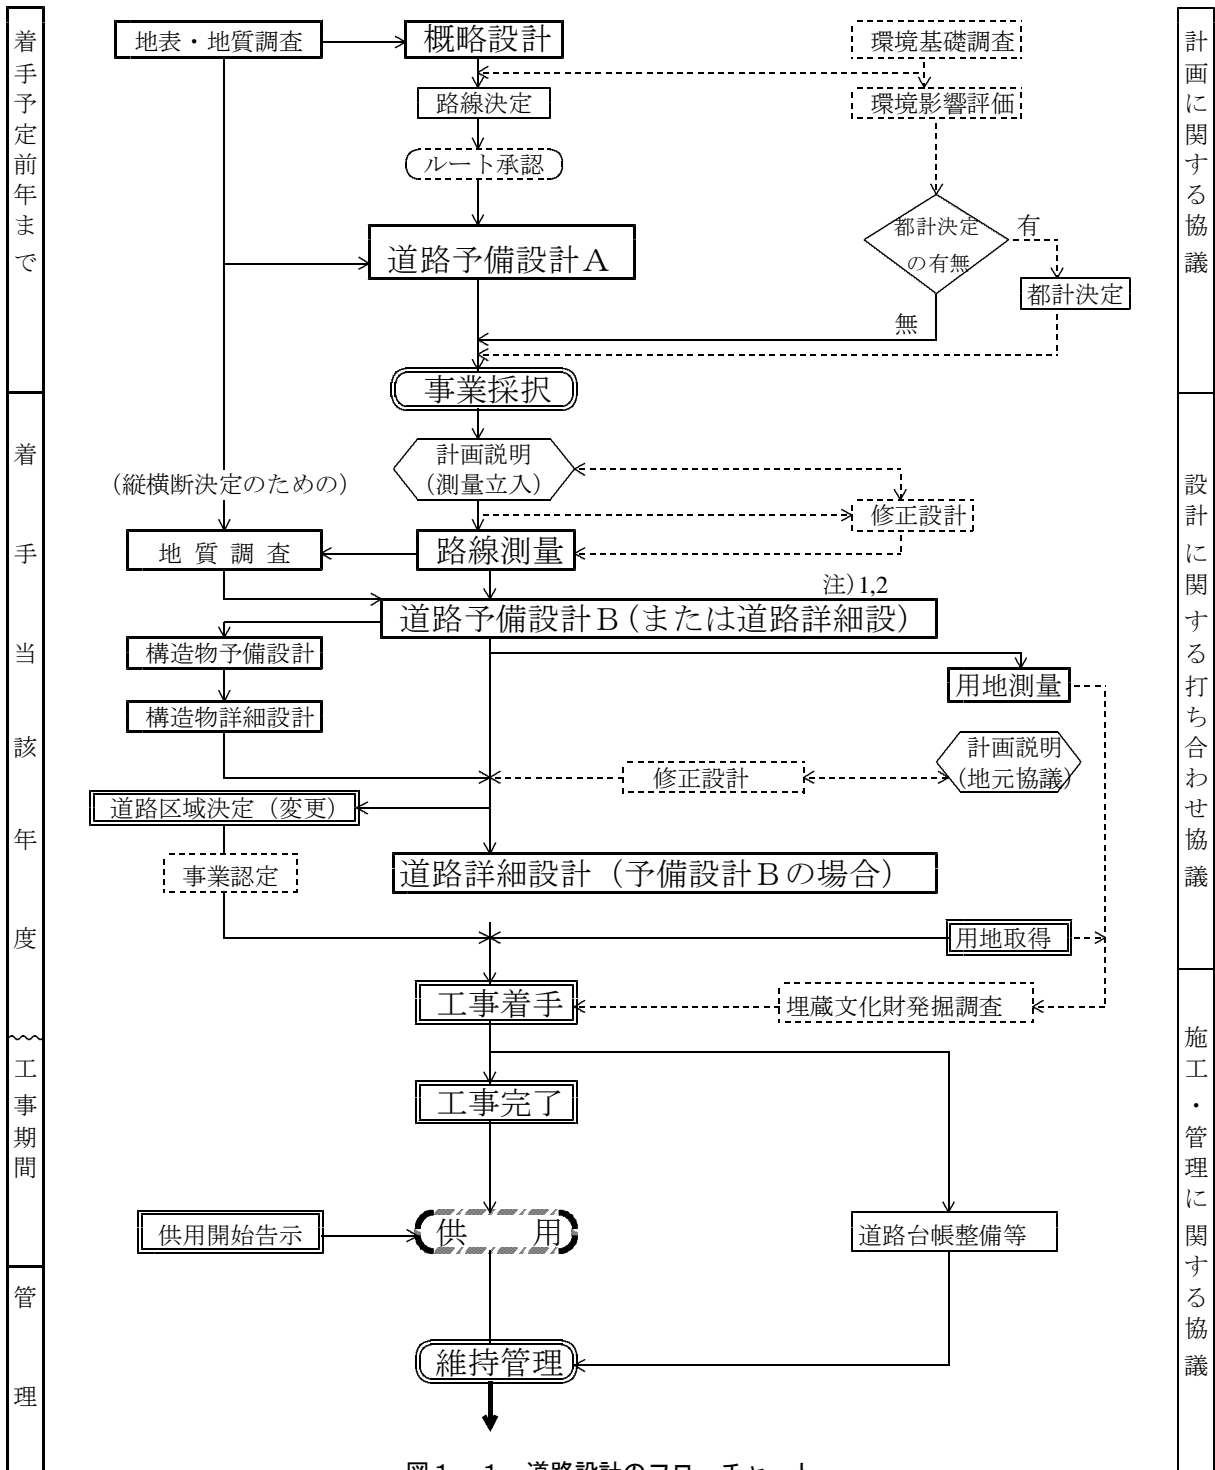 着手予定前年まで
着手当該年度
工事期間
管理
地表・地質調査
概略設計
環境基礎調査
路線決定
環境影響評価
ルート承認
都計決定
の有無
有
道路予備設計A
都計決定
無
事業採択
計画説明
(測量立入)
(縦横断決定のための)
修正設計
地質調査
路線測量
注)1,2
道路予備設計B(または道路詳細設)
構造物予備設計
用地測量
構造物詳細設計
計画説明
(地元協議)
修正設計
道路区域決定(変更)
事業認定
道路詳細設計(予備設計Bの場合)
用地取得
工事着手
埋蔵文化財発掘調査
工事完了
供用開始告示
供用
道路台帳整備等
維持管理
計画に関する協議
設計に関する打ち合わせ協議
施工・管理に関する協議
図1-1 道路設計のフローチャート